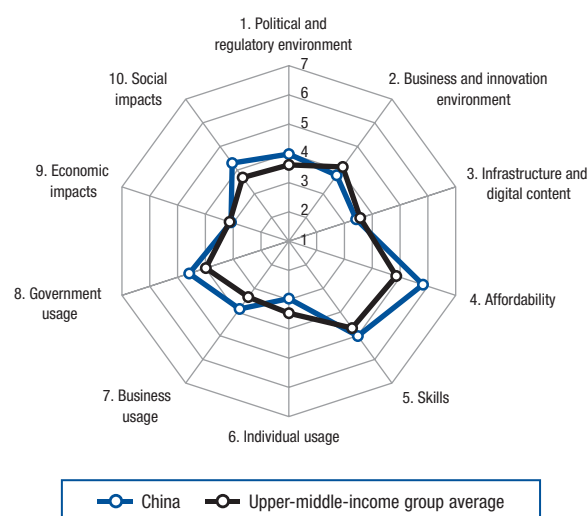 1. Political and
regulatory environment
2. Business and innovation
environment
3. Infrastructure and
digital content
4. Affordability
5. Skills
6. Individual usage
7. Business
usage
8. Government
usage
9. Economic
impacts
10. Social
impacts
7
6
5
4
3
2
1
China
Upper-middle-income group average